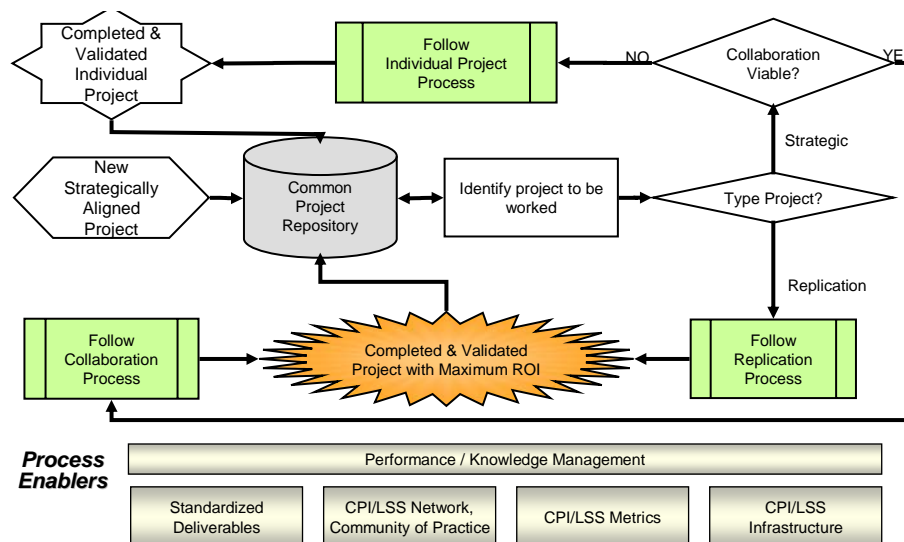 Completed &
Validated
Individual
Project
Follow
Individual Project
Process
NO
Collaboration
Viable?
YE
Strategic
New
Strategically
Aligned
Project
Common
Project
Repository
Identify project to be
worked
Type Project?
Replication
Follow
Collaboration
Process
Completed & Validated
Project with Maximum ROI
Follow
Replication
Process
Process
Enablers
Performance / Knowledge Management
Standardized
Deliverables
CPI/LSS Network,
Community of Practice
CPI/LSS Metrics
CPI/LSS
Infrastructure